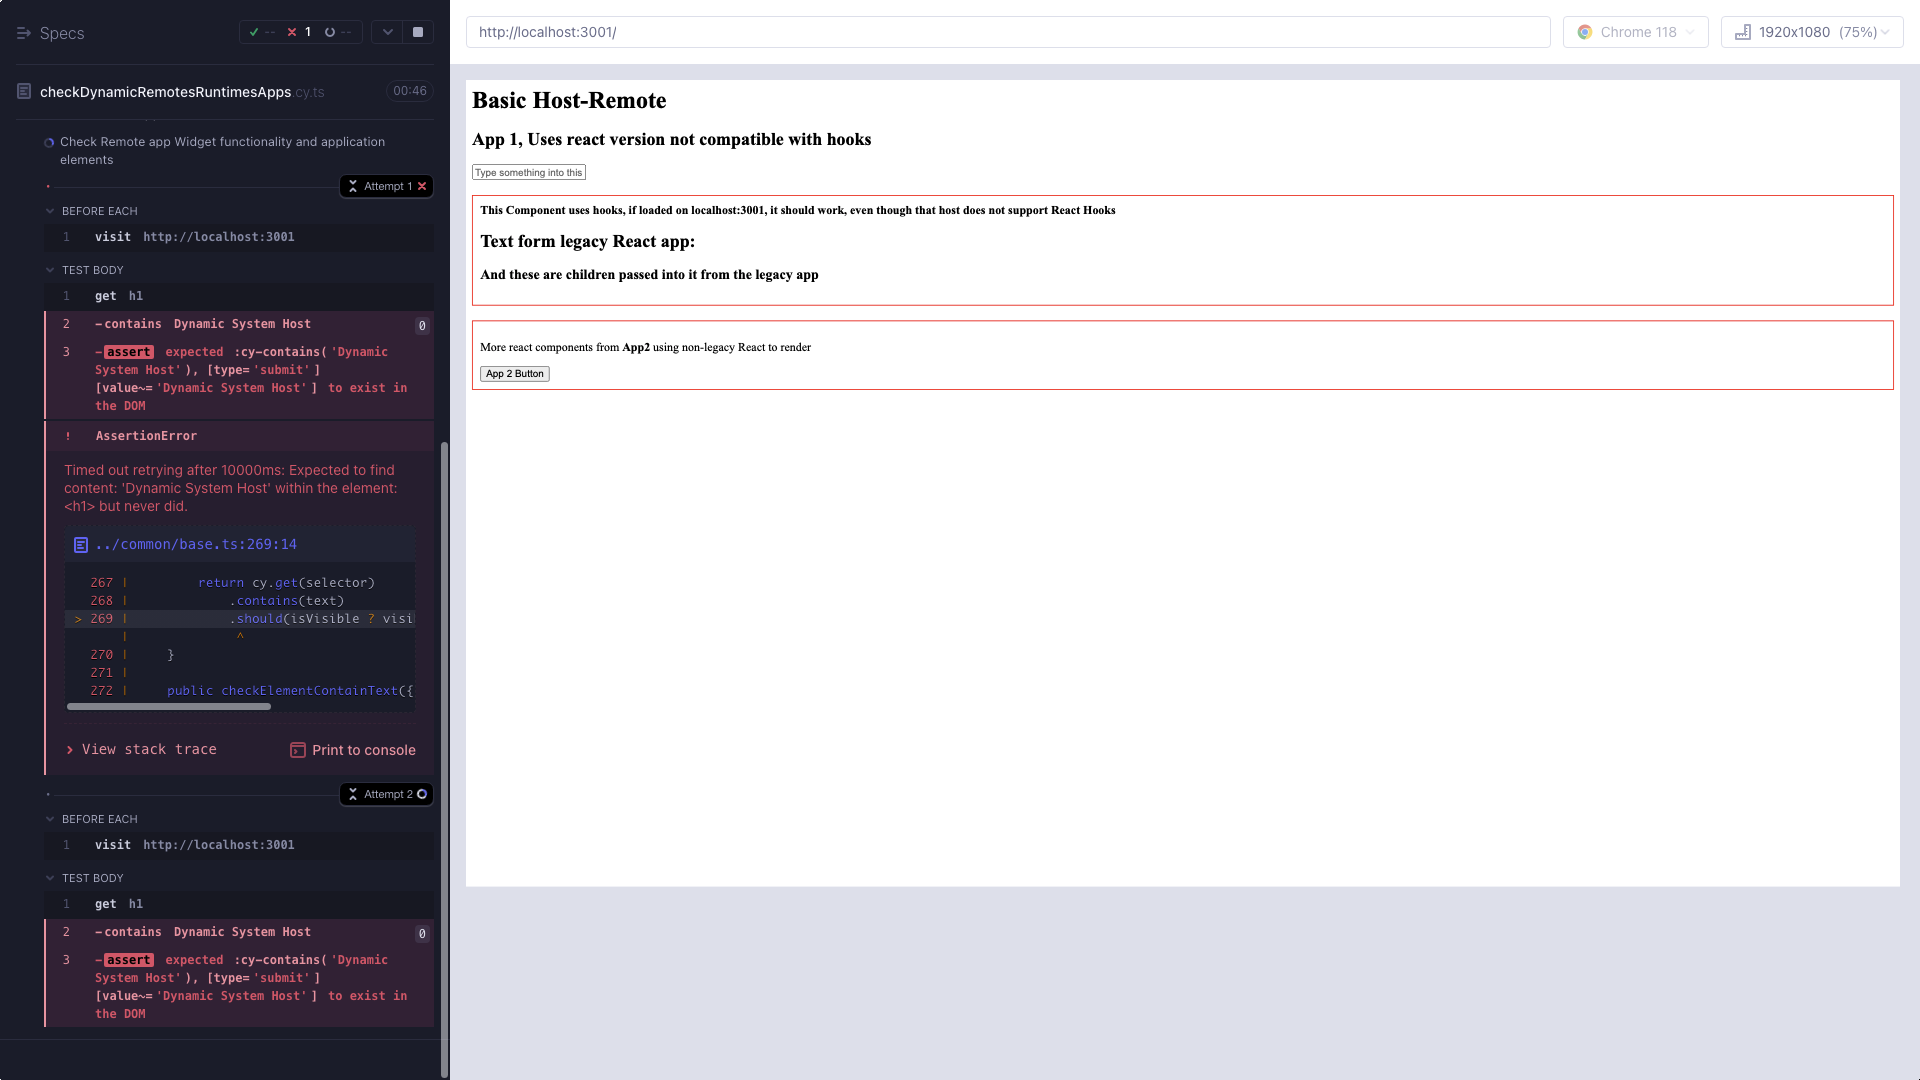 Specs
-- 1 --
checkDynamicRemotesRuntimesApps.cy.ts 00:46
Check Remote app Widget functionality and application
elements
Attempt 1
BEFORE EACH
1 visit http://localhost:3001
TEST BODY
1 get h1
2 -contains Dynamic System Host 0
3 -assert expected :cy-contains('Dynamic
System Host'), [type='submit']
[value~='Dynamic System Host'] to exist in
the DOM
! AssertionError
Timed out retrying after 10000ms: Expected to find
content: 'Dynamic System Host' within the element:
<h1> but never did.
../common/base.ts:269:14
267 | return cy.get(selector)
268 | .contains(text)
> 269 | .should(isVisible ? visi
| ^
270 | }
271 |
272 | public checkElementContainText({
View stack trace Print to console
Attempt 2
BEFORE EACH
1 visit http://localhost:3001
TEST BODY
1 get h1
2 -contains Dynamic System Host 0
3 -assert expected :cy-contains('Dynamic
System Host'), [type='submit']
[value~='Dynamic System Host'] to exist in
the DOM
http://localhost:3001/ Chrome 118 1920x1080 (75%)
Basic Host-Remote
App 1, Uses react version not compatible with hooks
Type something into this
This Component uses hooks, if loaded on localhost:3001, it should work, even though that host does not support React Hooks
Text form legacy React app:
And these are children passed into it from the legacy app
More react components from App2 using non-legacy React to render
App 2 Button